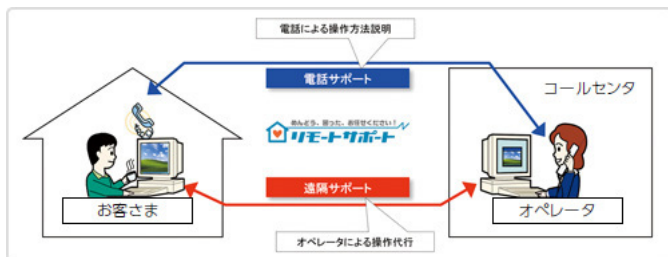 電話による操作方法説明
電話サポート
コールセンタ
めんどう、困った、お任せください！
リモートサポート
遠隔サポート
お客さま
オペレータ
オペレータによる操作代行